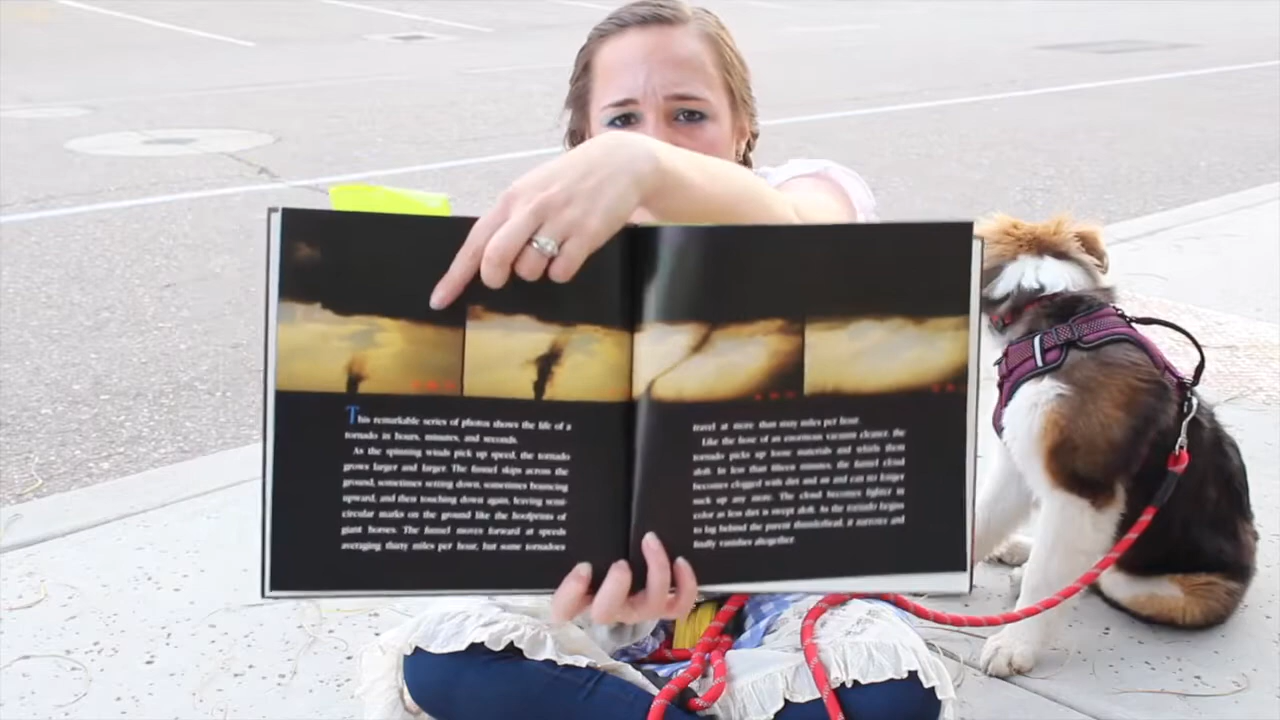 This remarkable series of photos shows the life of a
tornado in hours, minutes, and seconds.
As the spinning winds pick up speed, the tornado
grows larger and larger. The funnel skips across the
ground, sometimes setting down, sometimes bouncing
upward, and then touching down again, leaving semi-
circular marks on the ground like the hoofprints of
giant horses. The funnel moves forward at speeds
averaging thirty miles per hour, but some tornadoes
travel at more than sixty miles per hour.
Like the hose of an enormous vacuum cleaner, the
tornado picks up loose materials and whirls them
aloft. In less than fifteen minutes, the funnel cloud
becomes clogged with dirt and air and can no longer
suck up any more. The cloud becomes lighter in
color as less dirt is swept aloft. As the tornado begins
to lag behind the parent thunderhead, it narrows and
finally vanishes altogether.